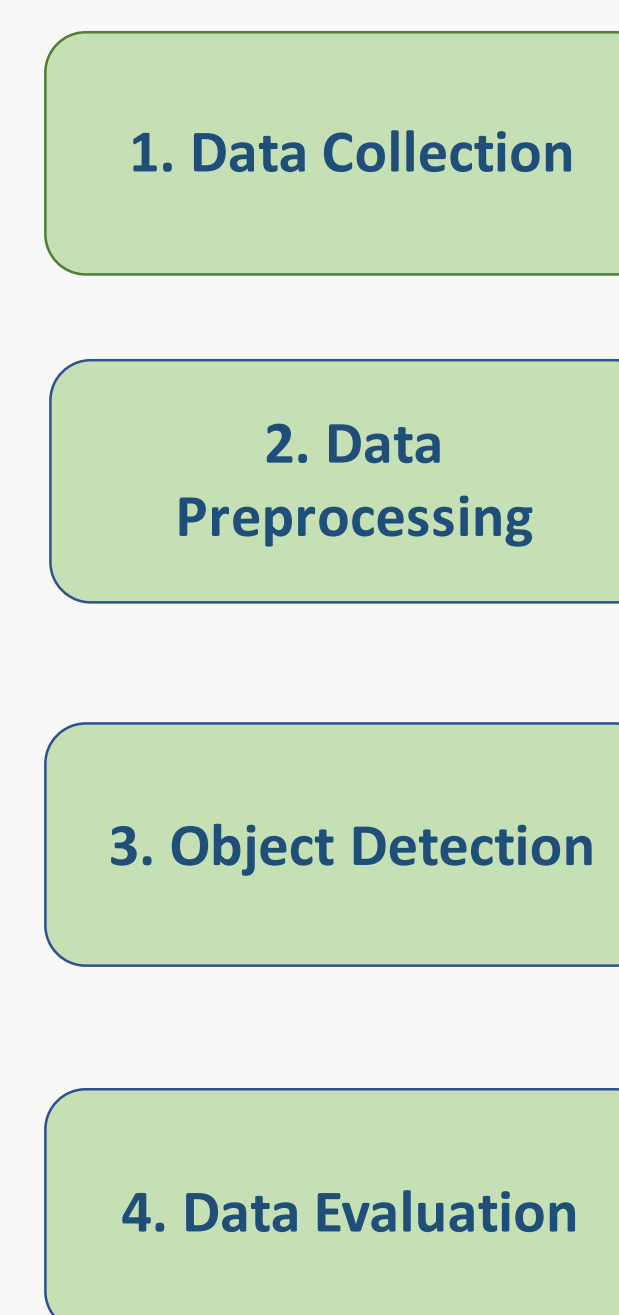 1. Data Collection
2. Data
Preprocessing
3. Object Detection
4. Data Evaluation